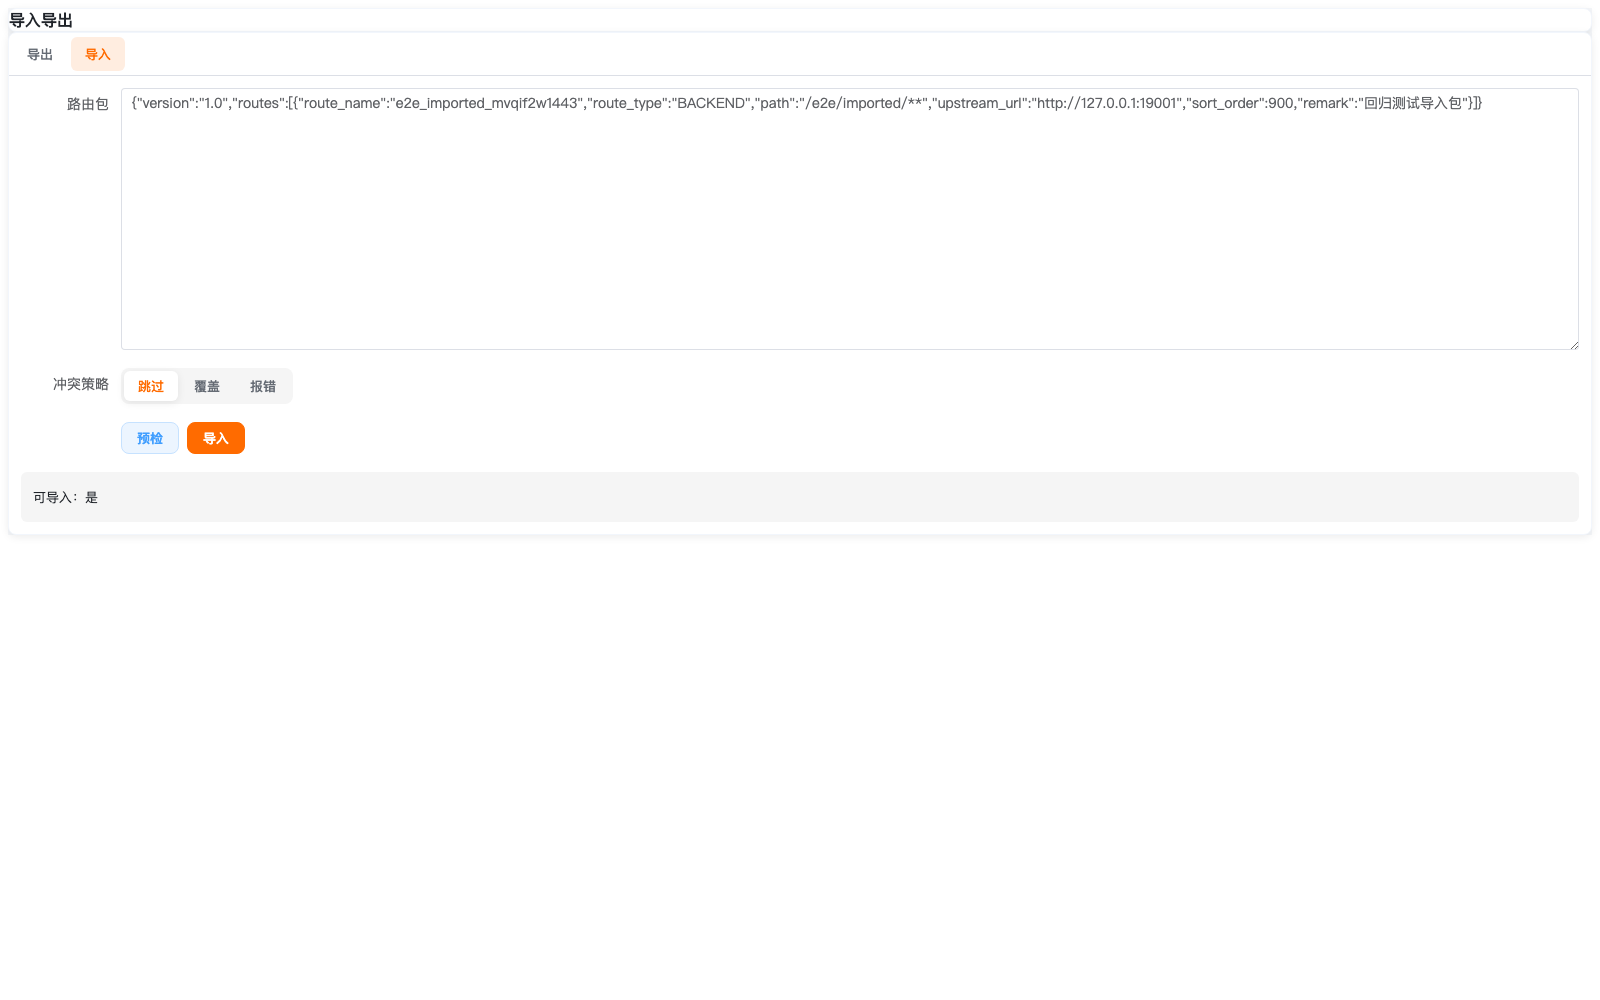 导入导出
导出 导入
路由包 {"version":"1.0","routes":[{"route_name":"e2e_imported_mvqif2w1443","route_type":"BACKEND","path":"/e2e/imported/**","upstream_url":"http://127.0.0.1:19001","sort_order":900,"remark":"回归测试导入包"}]}
冲突策略 跳过 覆盖 报错
预检 导入
可导入：是